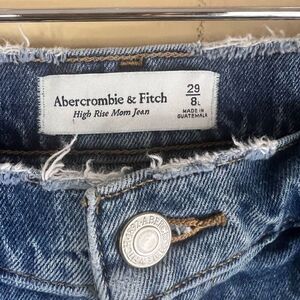 Abercrombie & Fitch
High Rise Mom Jean
29
8L
MADE IN
GUATEMALA